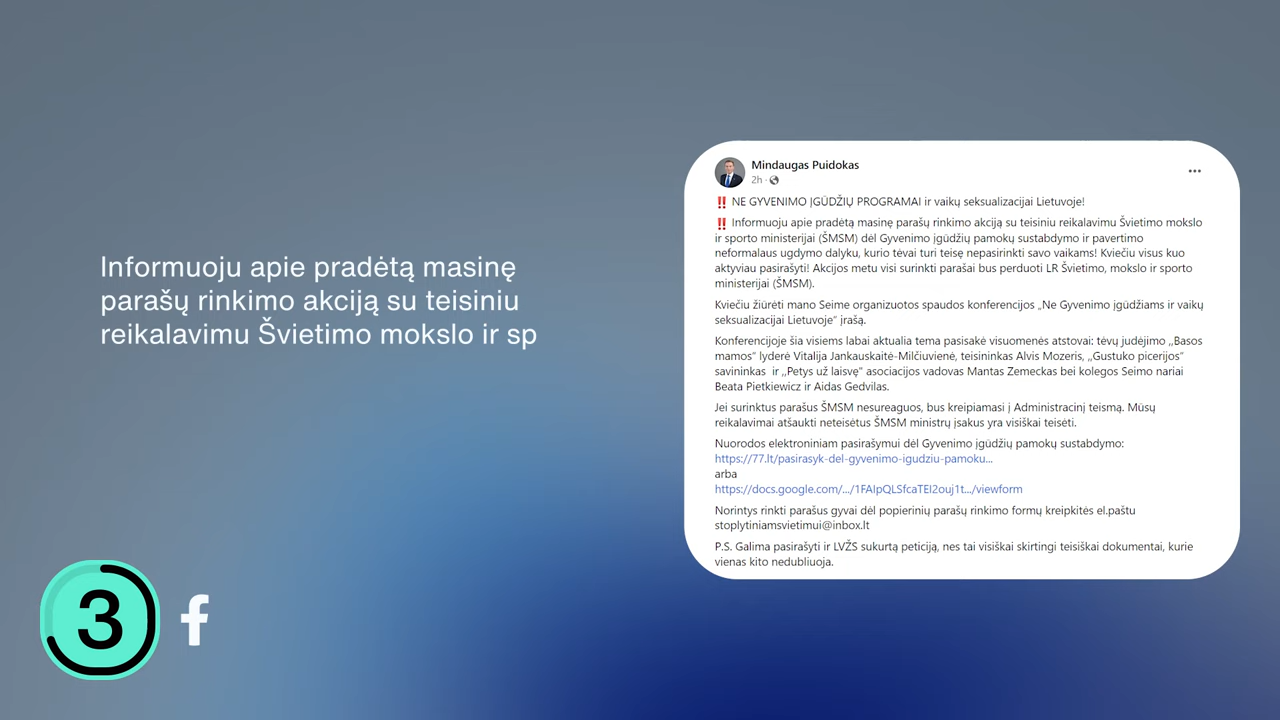 Informuoju apie pradėtą masinę
parašų rinkimo akciją su teisiniu
reikalavimu Švietimo mokslo ir sp
3
Mindaugas Puidokas
2h
‼️ NE GYVENIMO ĮGŪDŽIŲ PROGRAMAI ir vaikų seksualizacijai Lietuvoje!
‼️ Informuoju apie pradėtą masinę parašų rinkimo akciją su teisiniu reikalavimu Švietimo mokslo
ir sporto ministerijai (ŠMSM) dėl Gyvenimo įgūdžių pamokų sustabdymo ir pavertimo
neformalaus ugdymo dalyku, kurio tėvai turi teisę nepasirinkti savo vaikams! Kviečiu visus kuo
aktyviau pasirašyti! Akcijos metu visi surinkti parašai bus perduoti LR Švietimo, mokslo ir sporto
ministerijai (ŠMSM).
Kviečiu žiūrėti mano Seime organizuotos spaudos konferencijos „Ne Gyvenimo įgūdžiams ir vaikų
seksualizacijai Lietuvoje“ įrašą.
Konferencijoje šia visiems labai aktualia tema pasisakė visuomenės atstovai: tėvų judėjimo ,,Basos
mamos” lyderė Vitalija Jankauskaitė-Milčiuvienė, teisininkas Alvis Mozeris, ,,Gustuko picerijos”
savininkas ir ,,Petys už laisvę” asociacijos vadovas Mantas Zemeckas bei kolegos Seimo nariai
Beata Pietkiewicz ir Aidas Gedvilas.
Jei surinktus parašus ŠMSM nesureaguos, bus kreipiamasi į Administracinį teismą. Mūsų
reikalavimai atšaukti neteisėtus ŠMSM ministrų įsakus yra visiškai teisėti.
Nuorodos elektroniniam pasirašymui dėl Gyvenimo įgūdžių pamokų sustabdymo:
https://77.lt/pasirasyk-del-gyvenimo-igudziu-pamoku...
arba
https://docs.google.com/.../1FAIpQLSfcaTEI2ouj1t.../viewform
Norintys rinkti parašus gyvai dėl popierinių parašų rinkimo formų kreipkitės el.paštu
stoplytiniamsvietimui@inbox.lt
P.S. Galima pasirašyti ir LVŽS sukurtą peticiją, nes tai visiškai skirtingi teisiškai dokumentai, kurie
vienas kito nedubliuoja.